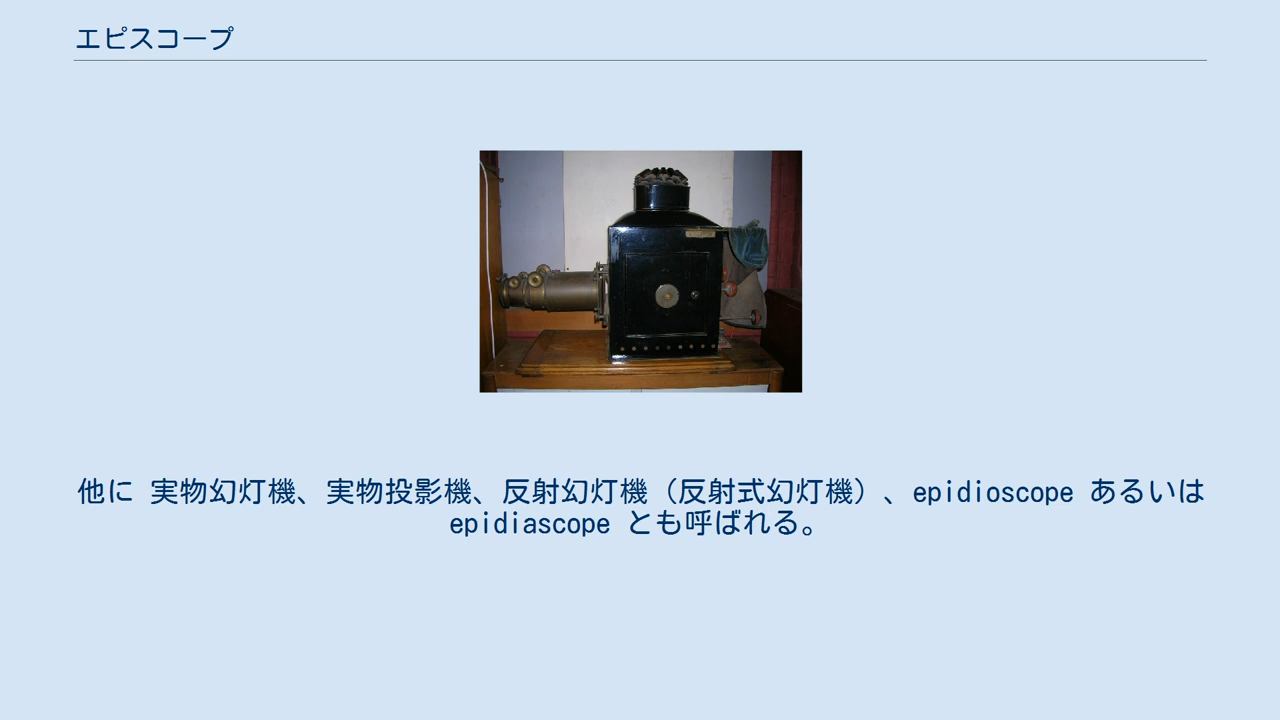 エピスコープ
他に 実物幻灯機、実物投影機、反射幻灯機（反射式幻灯機）、epidioscope あるいは
epidiascope とも呼ばれる。